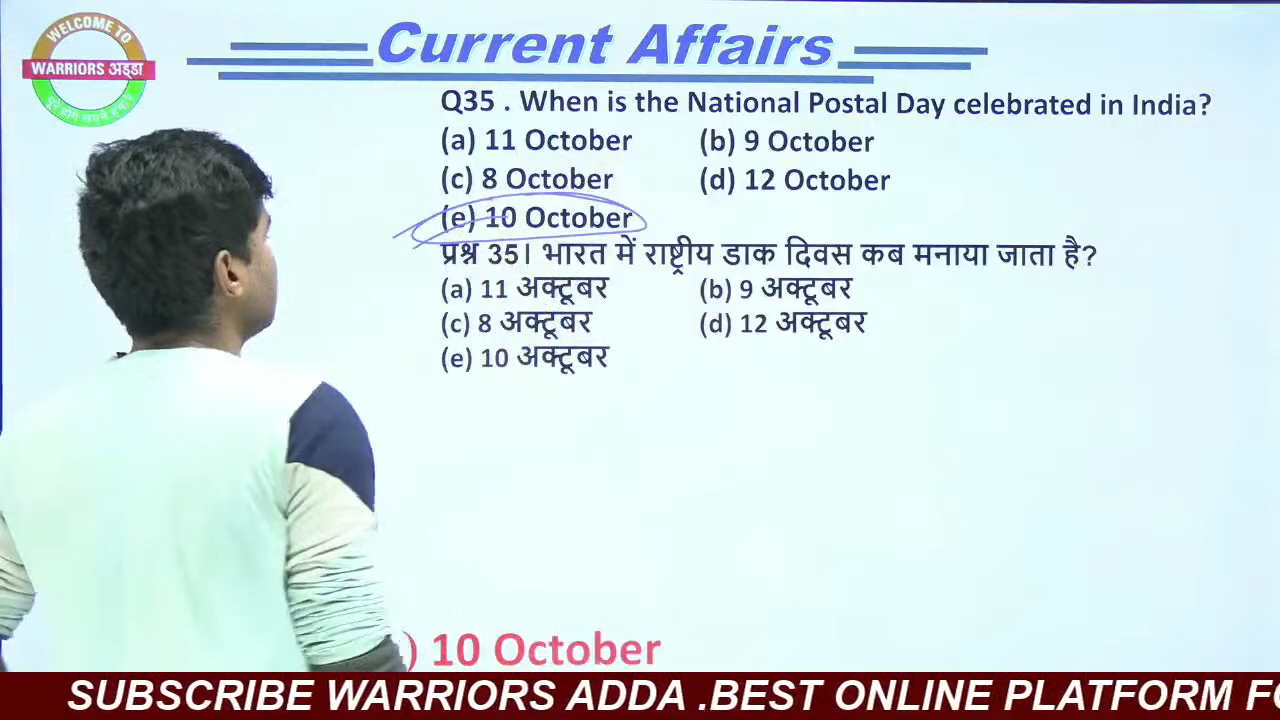 WELCOME TO
WARRIORS अड्डा
Current Affairs
Q35 . When is the National Postal Day celebrated in India?
(a) 11 October (b) 9 October
(c) 8 October (d) 12 October
(e) 10 October
प्रश्न 35। भारत में राष्ट्रीय डाक दिवस कब मनाया जाता है?
(a) 11 अक्टूबर (b) 9 अक्टूबर
(c) 8 अक्टूबर (d) 12 अक्टूबर
(e) 10 अक्टूबर
) 10 October
SUBSCRIBE WARRIORS ADDA .BEST ONLINE PLATFORM FO